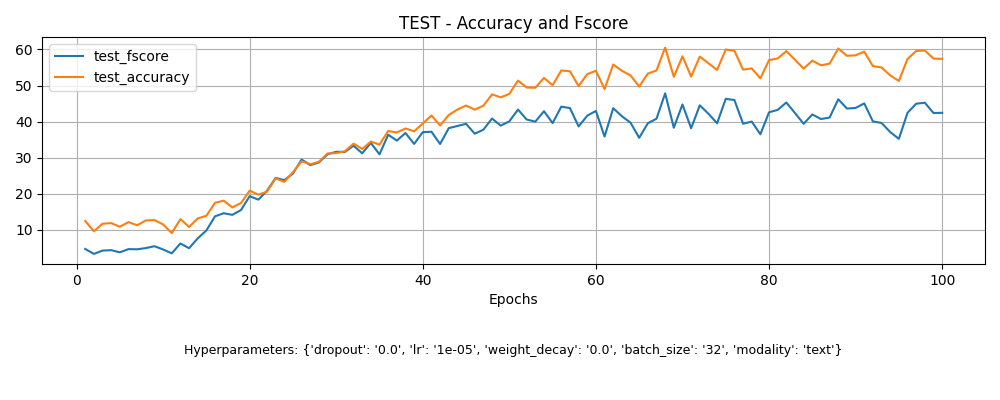 TEST - Accuracy and Fscore
60
50
40
30
20
10
test_fscore
test_accuracy
0 20 40 60 80 100
Epochs
Hyperparameters: {'dropout': '0.0', 'lr': '1e-05', 'weight_decay': '0.0', 'batch_size': '32', 'modality': 'text'}